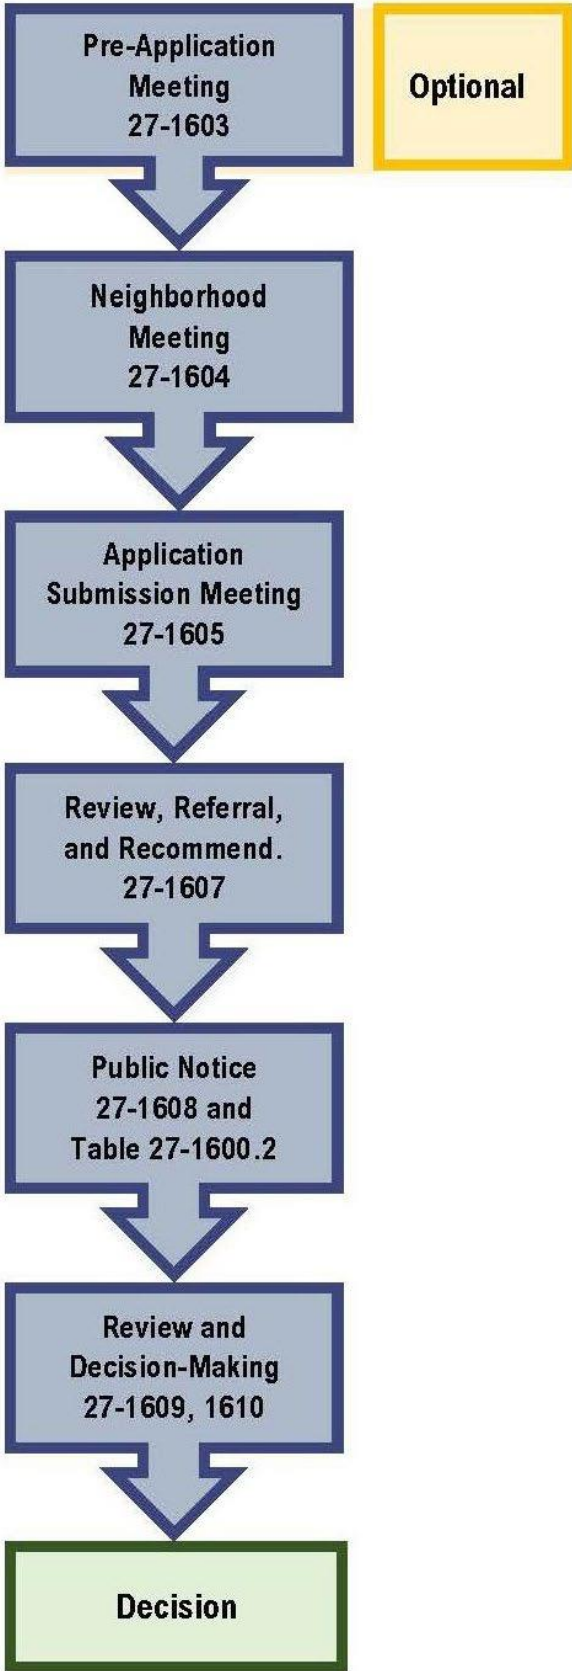 Pre-Application
Meeting
27-1603
Optional
Neighborhood
Meeting
27-1604
Application
Submission Meeting
27-1605
Review, Referral,
and Recommend.
27-1607
Public Notice
27-1608 and
Table 27-1600.2
Review and
Decision-Making
27-1609, 1610
Decision